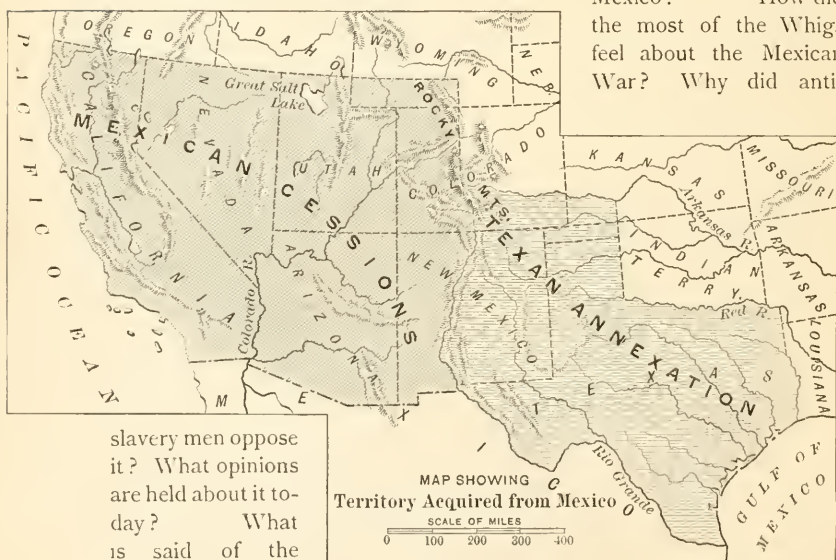 Mexico? How did
the most of the Whig
feel about the Mexican
War? Why did anti
OREGON
IDAHO
WYOMING
NEB
PACIFIC OCEAN
CALIFORNIA
NEVADA
Great Salt
Lake
UTAH
ROCKY
MTS.
COLORADO
KANSAS
MISSOURI
MEXICAN CESSIONS
Arkansas R.
INDIAN
TERRY.
ARKANSAS
LOUISIANA
Colorado R.
ARIZONA
NEW
MEXICO
TEXAN ANNEXATION
Red R.
TEXAS
MEXICO
Rio Grande
GULF OF
MEXICO
slavery men oppose
it? What opinions
are held about it to-
day? What
is said of the
MAP SHOWING
Territory Acquired from Mexico
SCALE OF MILES
0 100 200 300 400